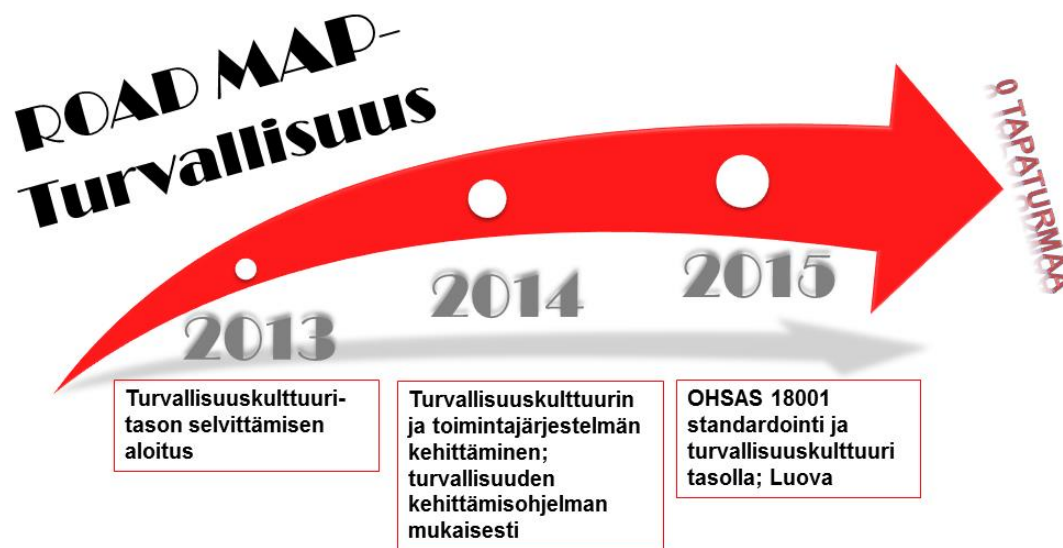 ROAD MAP-
Turvallisuus
0 TAPATURMAA
2013
2014
2015
Turvallisuuskulttuuri-
tason selvittämisen
aloitus
Turvallisuuskulttuurin
ja toimintajärjestelmän
kehittäminen;
turvallisuuden
kehittämisohjelman
mukaisesti
OHSAS 18001
standardointi ja
turvallisuuskulttuuri
tasolla; Luova